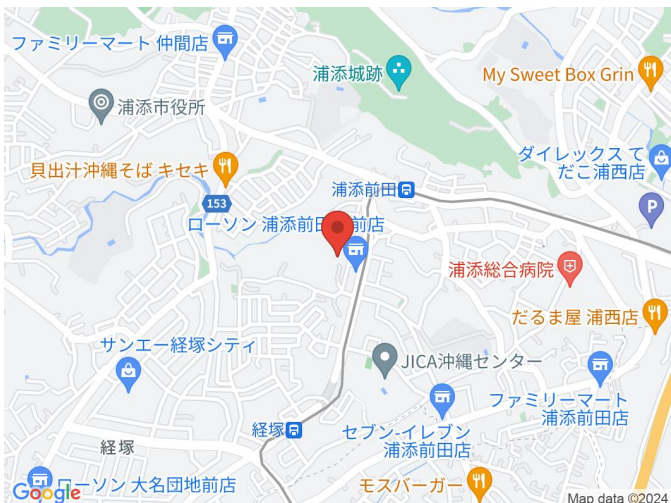 ファミリーマート 仲間店
浦添城跡
My Sweet Box Grin
浦添市役所
ダイレックス て
だこ浦西店
貝出汁沖縄そば キセキ
浦添前田
P
153
ローソン 浦添前田
前店
浦添総合病院
だるま屋 浦西店
サンエー経塚シティ
JICA沖縄センター
ファミリーマート
浦添前田店
経塚
セブン-イレブン
浦添前田店
経塚
ローソン 大名団地前店
モスバーガー
Google
Map data ©2024